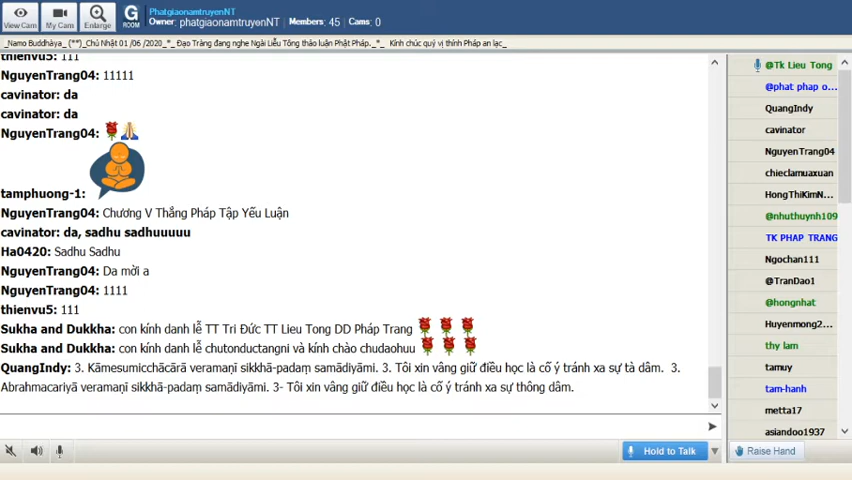 View Cam
My Cam
Enlarge
G
ROOM
PhatgiaonamtruyenNT
Owner: phatgiaonamtruyenNT Members: 45 Cams: 0
_Namo Buddhàya_ (**)_Chủ Nhật 01 /06 /2020_*_ Đạo Tràng đang nghe Ngài Liễu Tông thảo luận Phật Pháp._*_ Kính chúc quý vị thính Pháp an lạc_
thienvu5: 111
NguyenTrang04: 11111
cavinator: da
cavinator: da
NguyenTrang04:
tamphuong-1:
NguyenTrang04: Chương V Thắng Pháp Tập Yếu Luận
cavinator: da, sadhu sadhuuuuu
Ha0420: Sadhu Sadhu
NguyenTrang04: Da mời a
NguyenTrang04: 1111
thienvu5: 111
Sukha and Dukkha: con kính danh lễ TT Tri Đức TT Lieu Tong DD Pháp Trang
Sukha and Dukkha: con kính danh lễ chutonductangni và kính chào chudaohuu
QuangIndy: 3. Kāmesumicchācārā veramaṇī sikkhā-padaṃ samādiyāmi. 3. Tôi xin vâng giữ điều học là cố ý tránh xa sự tà dâm. 3.
Abrahmacariyā veramaṇi sikkhā-padaṃ samādiyāmi. 3- Tôi xin vâng giữ điều học là cố ý tránh xa sự thông dâm.
@Tk Lieu Tong
@phat phap o...
QuangIndy
cavinator
NguyenTrang04
chieclamuaxuan
HongThiKimN...
@nhuthuynh109
TK PHAP TRANG
Ngochan111
@TranDao1
@hongnhat
Huyenmong2...
thy lam
tamuy
tam-hanh
metta17
asiandoo1937
Hold to Talk
Raise Hand